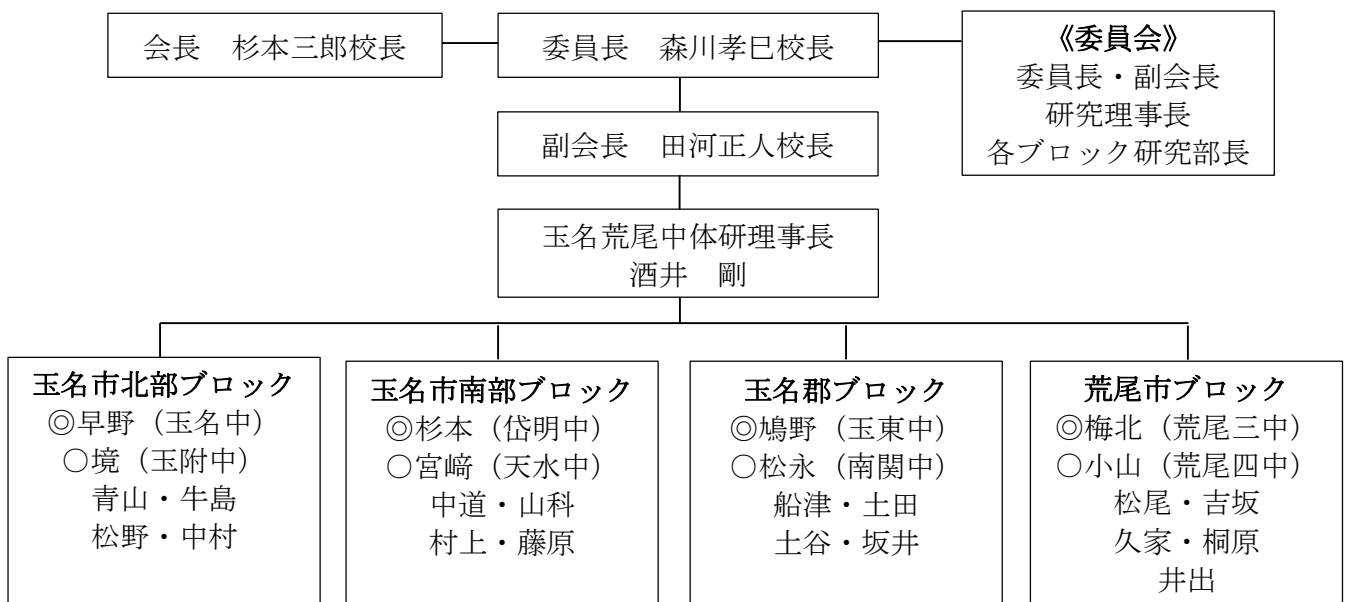 会長　杉本三郎校長
委員長　森川孝巳校長
《委員会》
委員長・副会長
研究理事長
各ブロック研究部長
副会長　田河正人校長
玉名荒尾中体研理事長
酒井　剛
玉名市北部ブロック
◎早野（玉名中）
○境（玉附中）
青山・牛島
松野・中村
玉名市南部ブロック
◎杉本（岱明中）
○宮﨑（天水中）
中道・山科
村上・藤原
玉名郡ブロック
◎鳩野（玉東中）
○松永（南関中）
船津・土田
土谷・坂井
荒尾市ブロック
◎梅北（荒尾三中）
○小山（荒尾四中）
松尾・吉坂
久家・桐原
井出